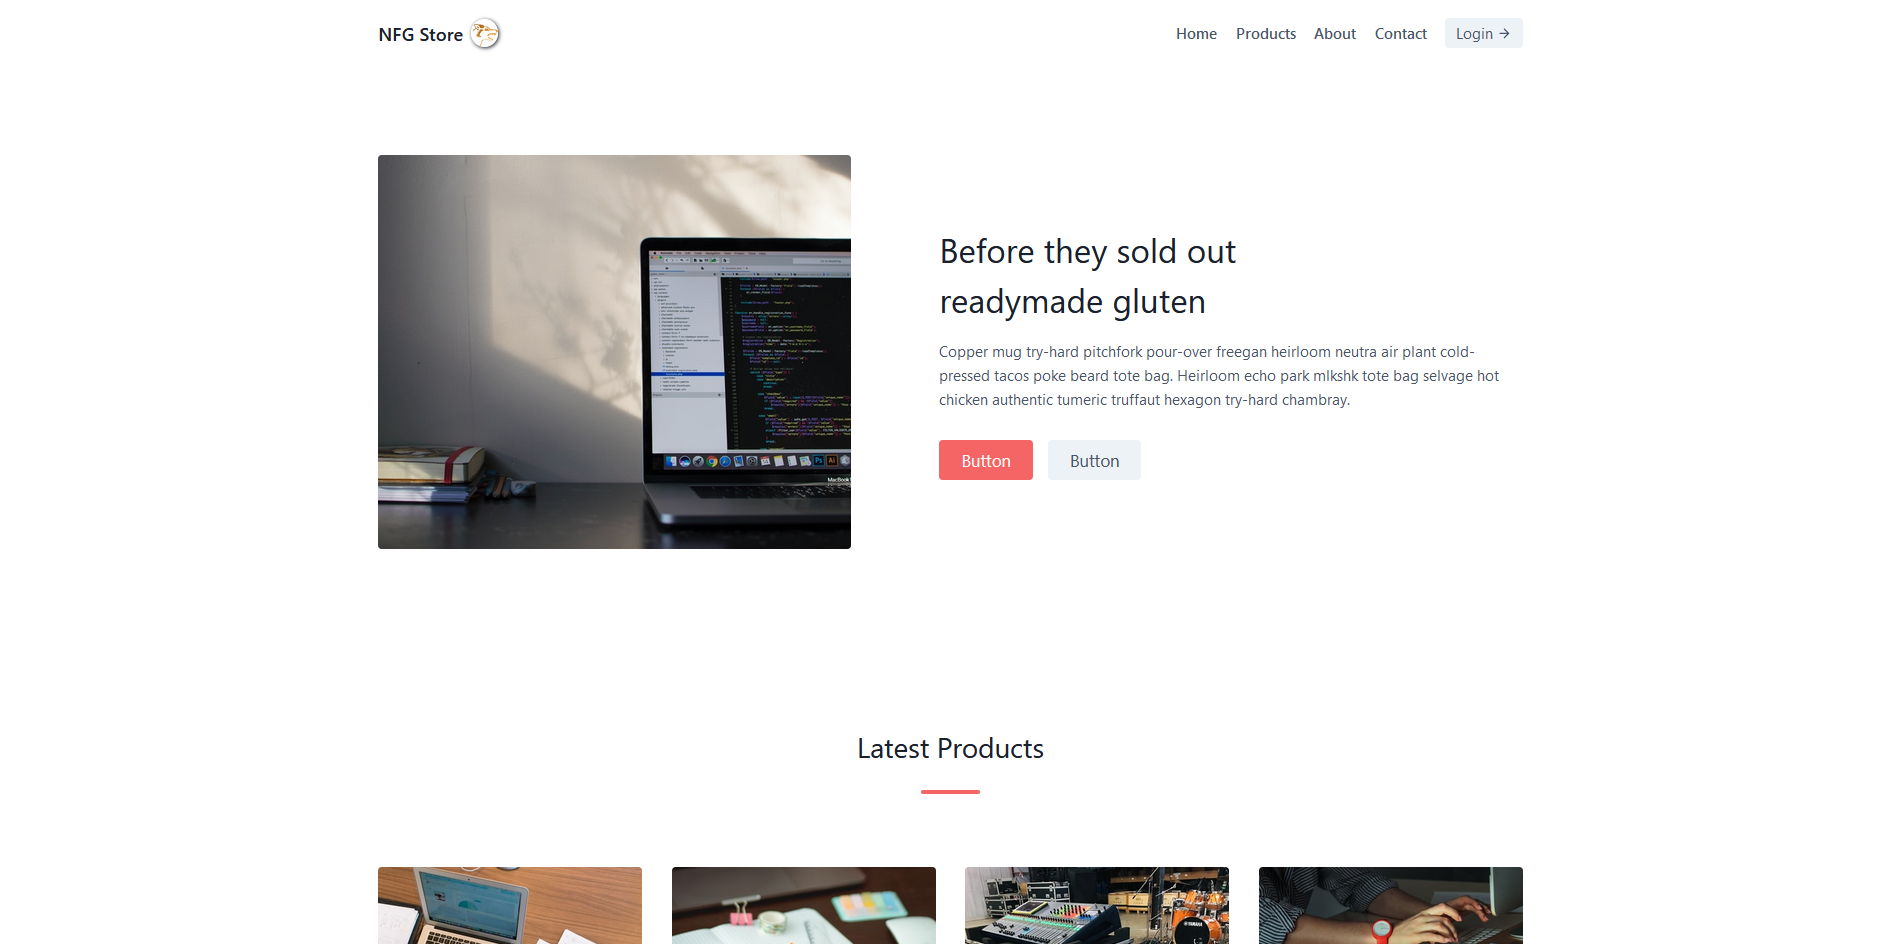 NFG Store
Home Products About Contact Login →
Before they sold out
readymade gluten
Copper mug try-hard pitchfork pour-over freegan heirloom neutra air plant cold-
pressed tacos poke beard tote bag. Heirloom echo park mlkshk tote bag selvage hot
chicken authentic tumeric truffaut hexagon try-hard chambray.
Button Button
Latest Products
YAMAHA